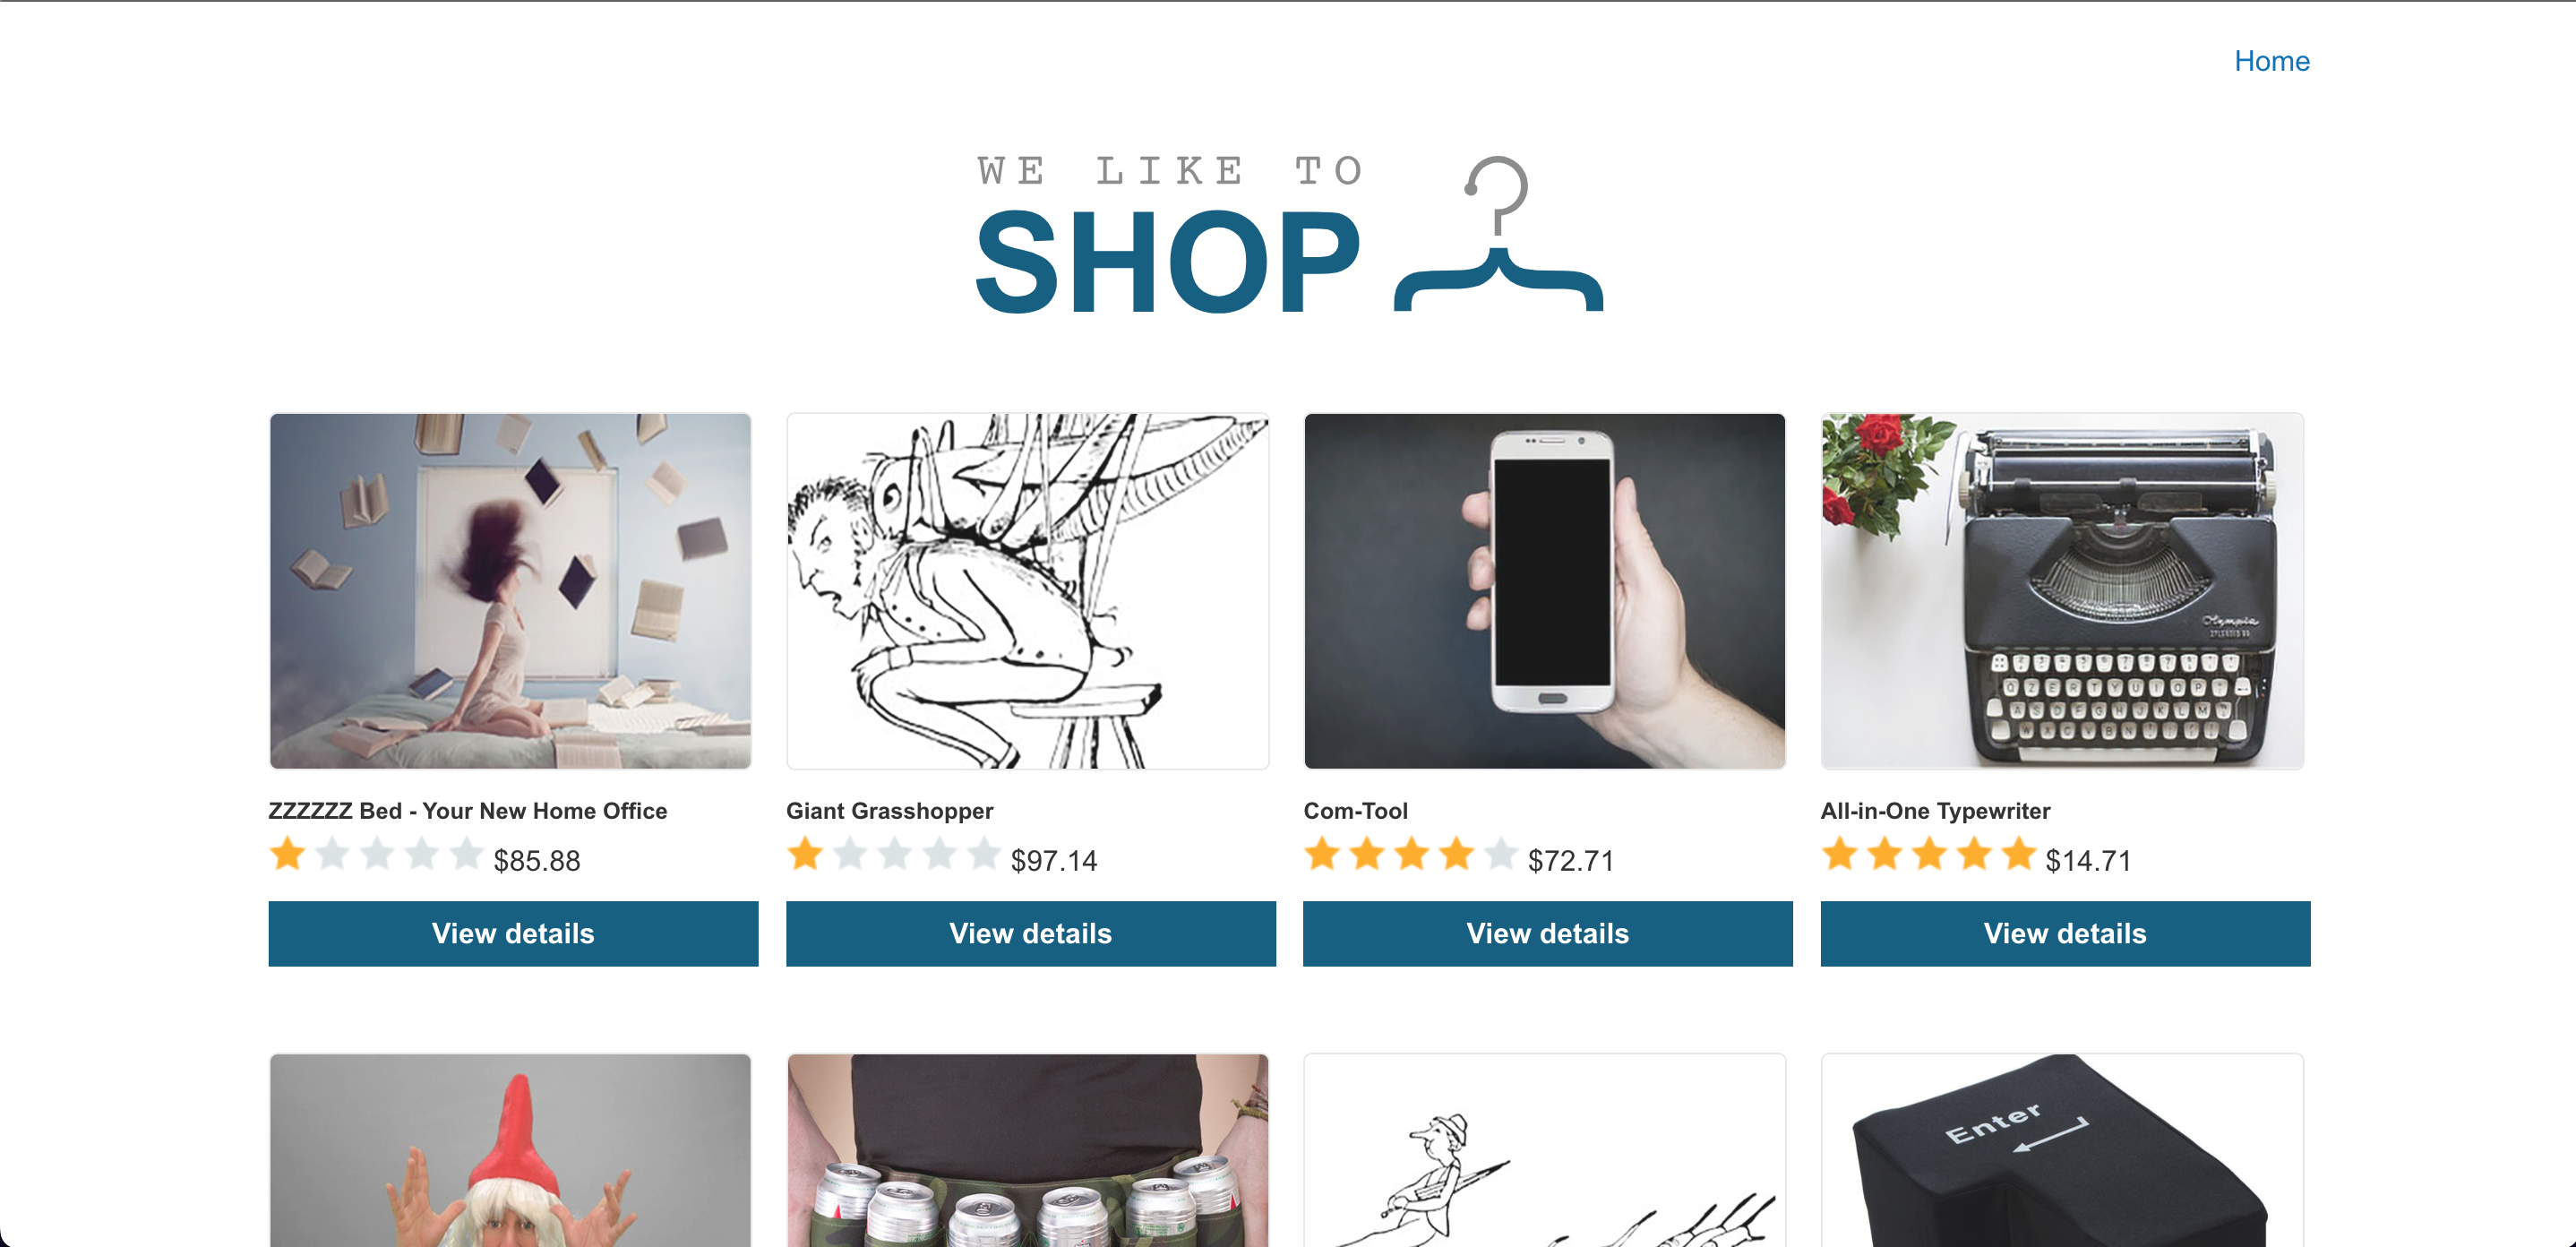 Home
WE LIKE TO
SHOP
Olympia
ZZZZZZ Bed - Your New Home Office
$85.88
Giant Grasshopper
$97.14
Com-Tool
$72.71
All-in-One Typewriter
$14.71
View details
View details
View details
View details
Enter